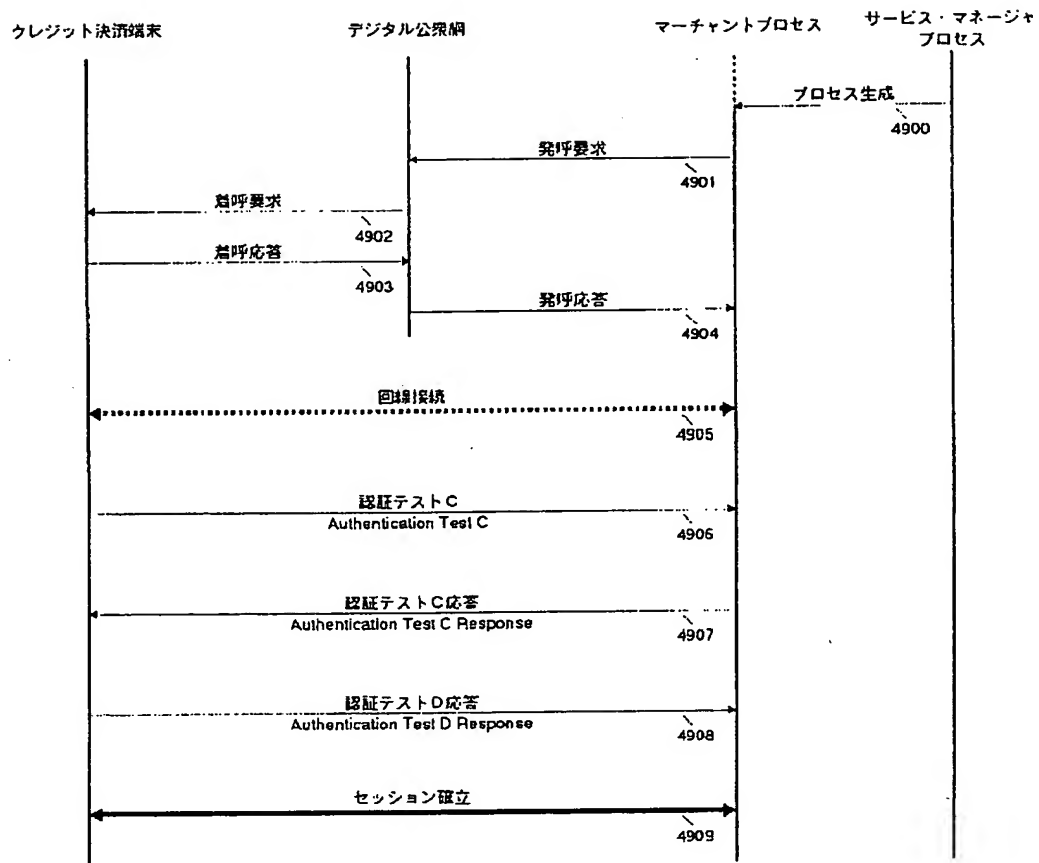 クレジット決済端末
デジタル公衆網
マーチャントプロセス
サービス・マネージャ
プロセス
プロセス生成
4900
発呼要求
4901
着呼要求
4902
着呼応答
4903
発呼応答
4904
回線接続
4905
認証テストC
Authentication Test C
4906
認証テストC応答
Authentication Test C Response
4907
認証テストD応答
Authentication Test D Response
4908
セッション確立
4909